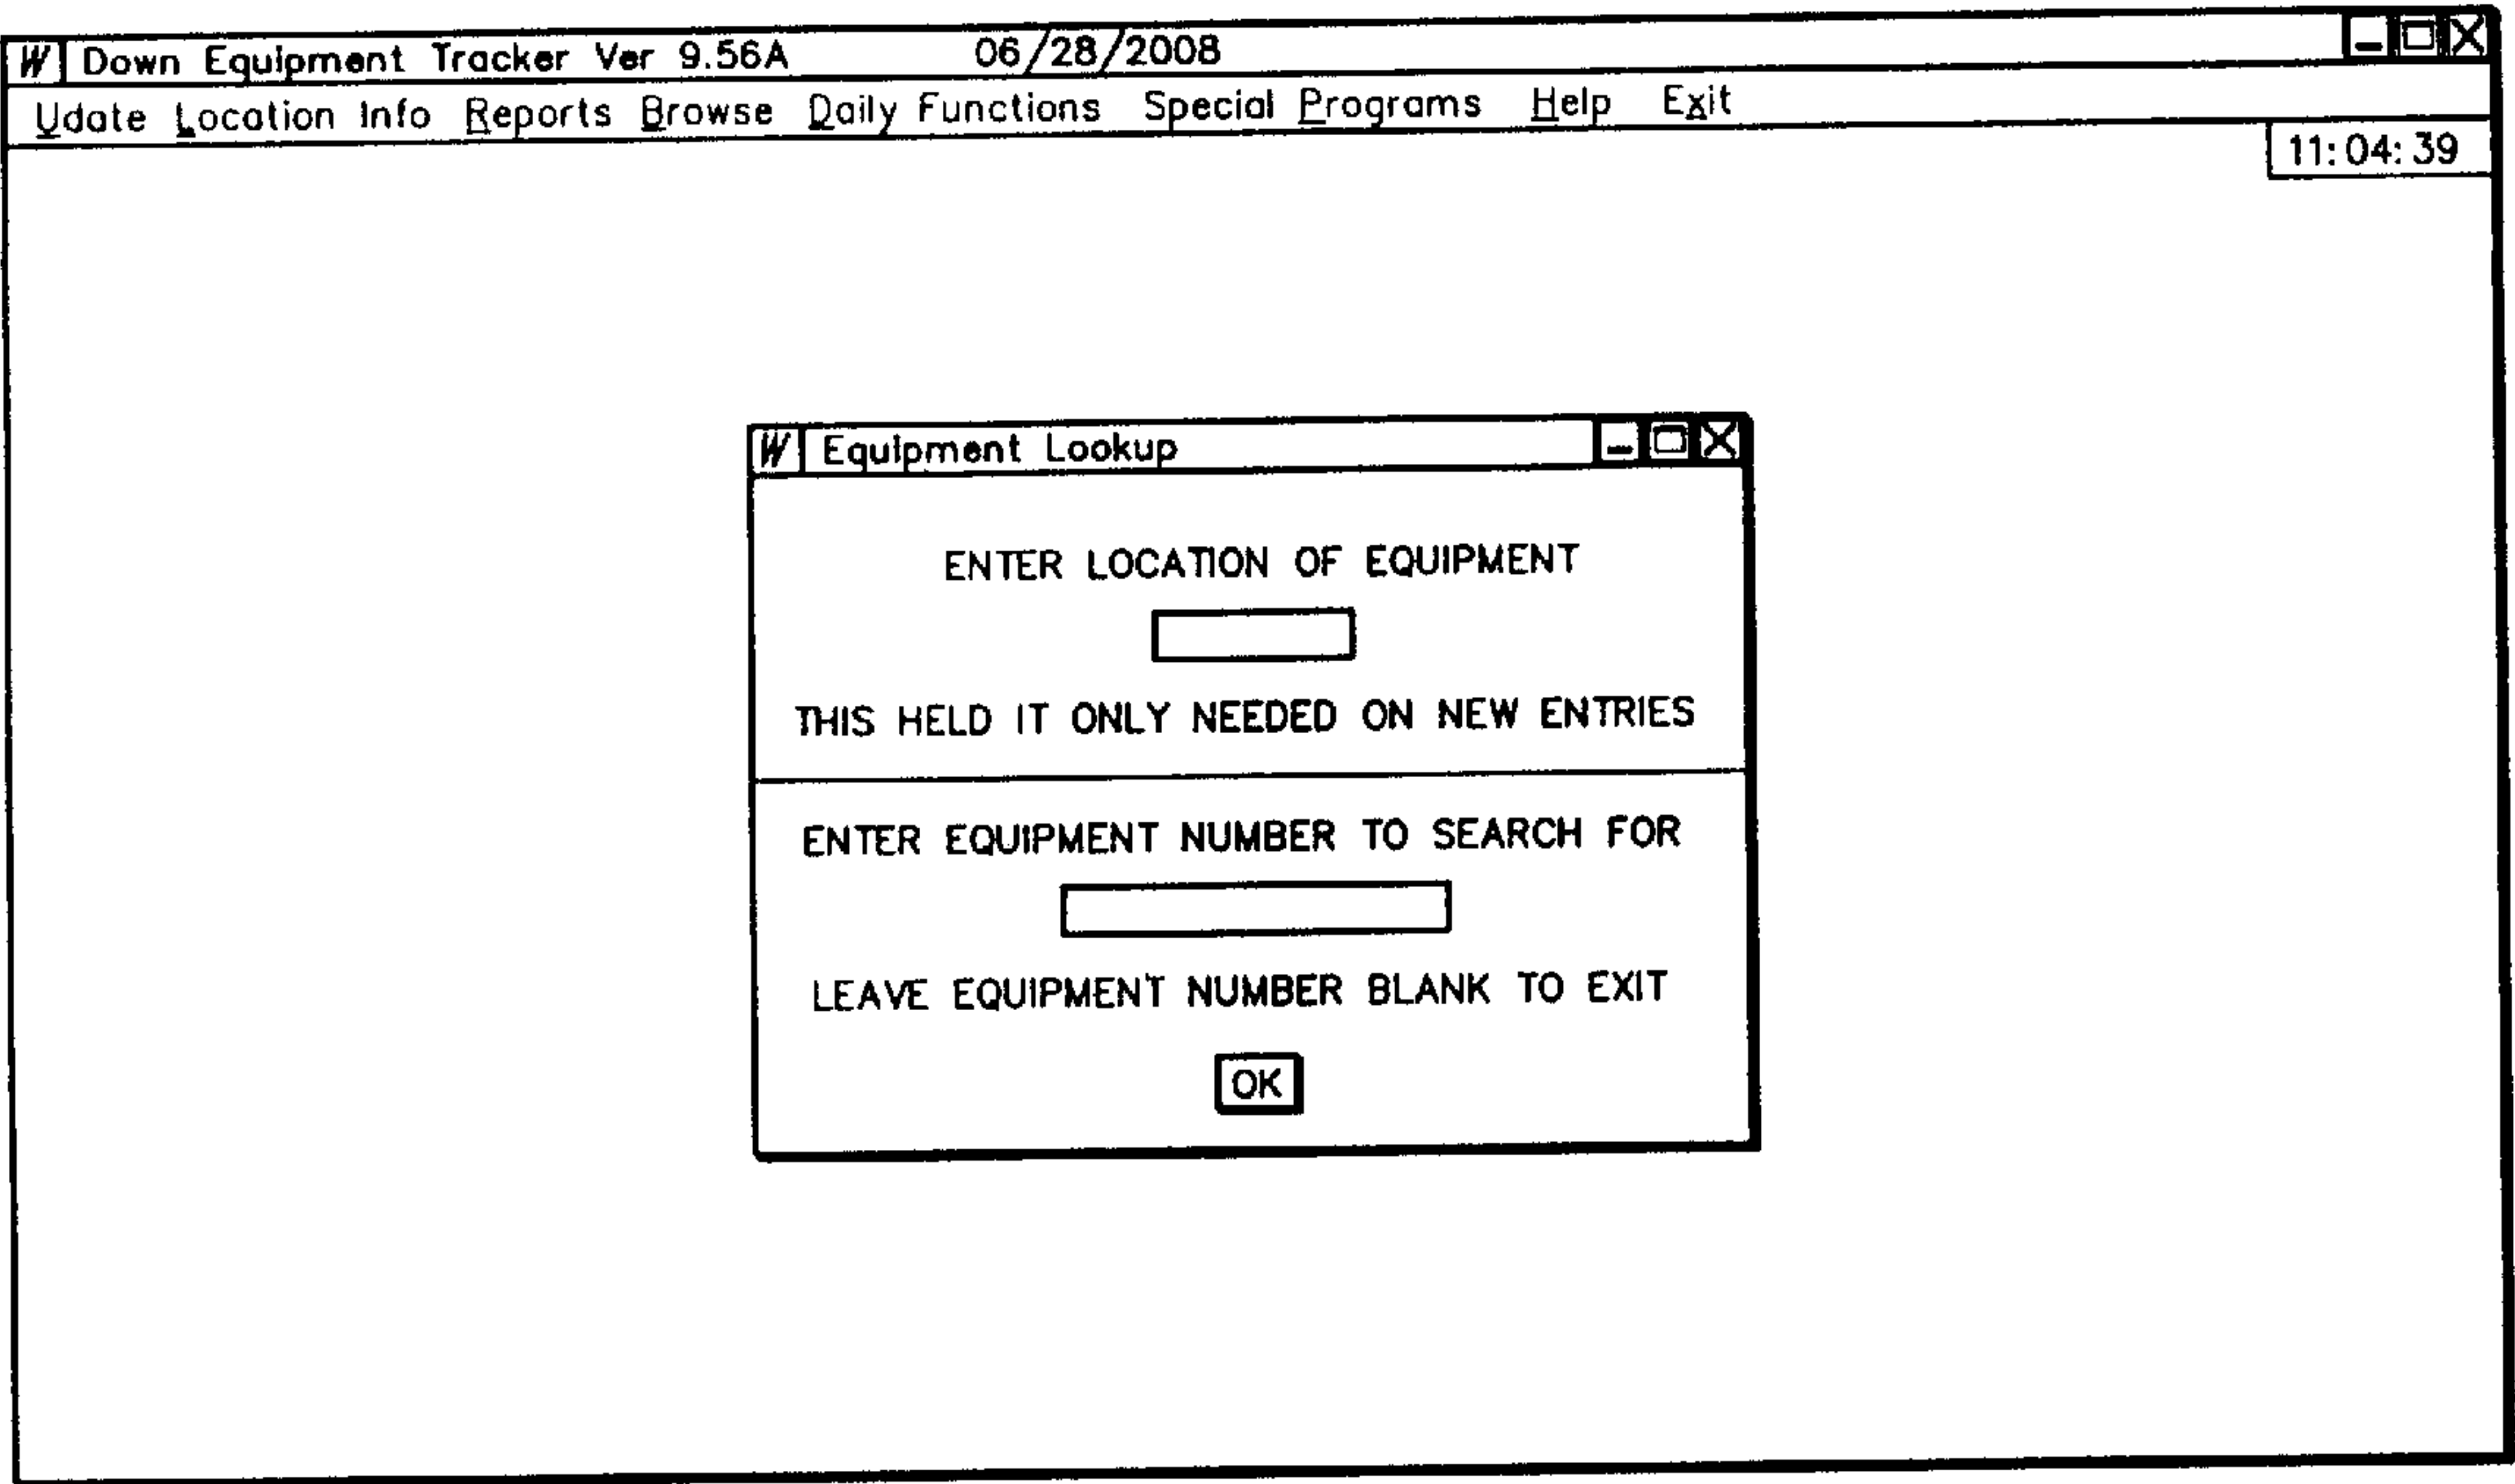 W Down Equipment Tracker Ver 9.56A 06/28/2008
Udate Location Info Reports Browse Daily Functions Special Programs Help Exit
11:04:39
W Equipment Lookup
ENTER LOCATION OF EQUIPMENT
THIS HELD IT ONLY NEEDED ON NEW ENTRIES
ENTER EQUIPMENT NUMBER TO SEARCH FOR
LEAVE EQUIPMENT NUMBER BLANK TO EXIT
OK